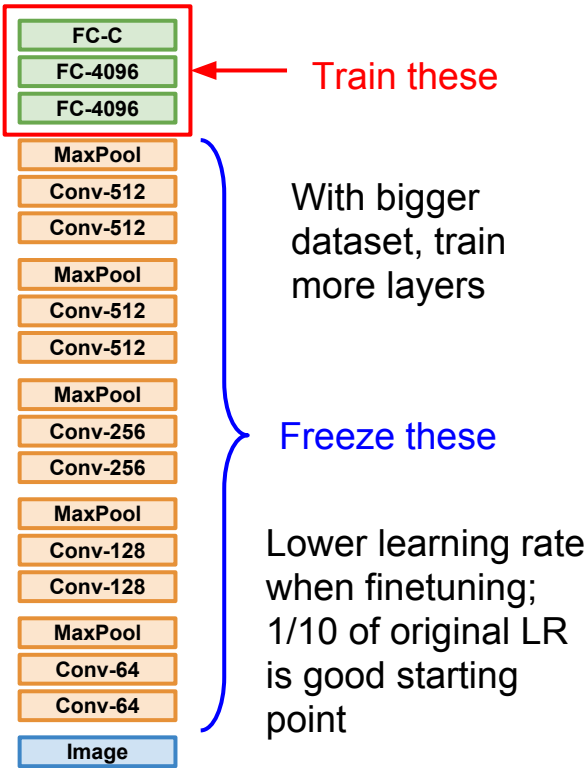 FC-C
FC-4096
FC-4096
Train these
MaxPool
Conv-512
Conv-512
With bigger
dataset, train
more layers
MaxPool
Conv-512
Conv-512
MaxPool
Conv-256
Conv-256
Freeze these
MaxPool
Conv-128
Conv-128
MaxPool
Conv-64
Conv-64
Lower learning rate
when finetuning;
1/10 of original LR
is good starting
point
Image